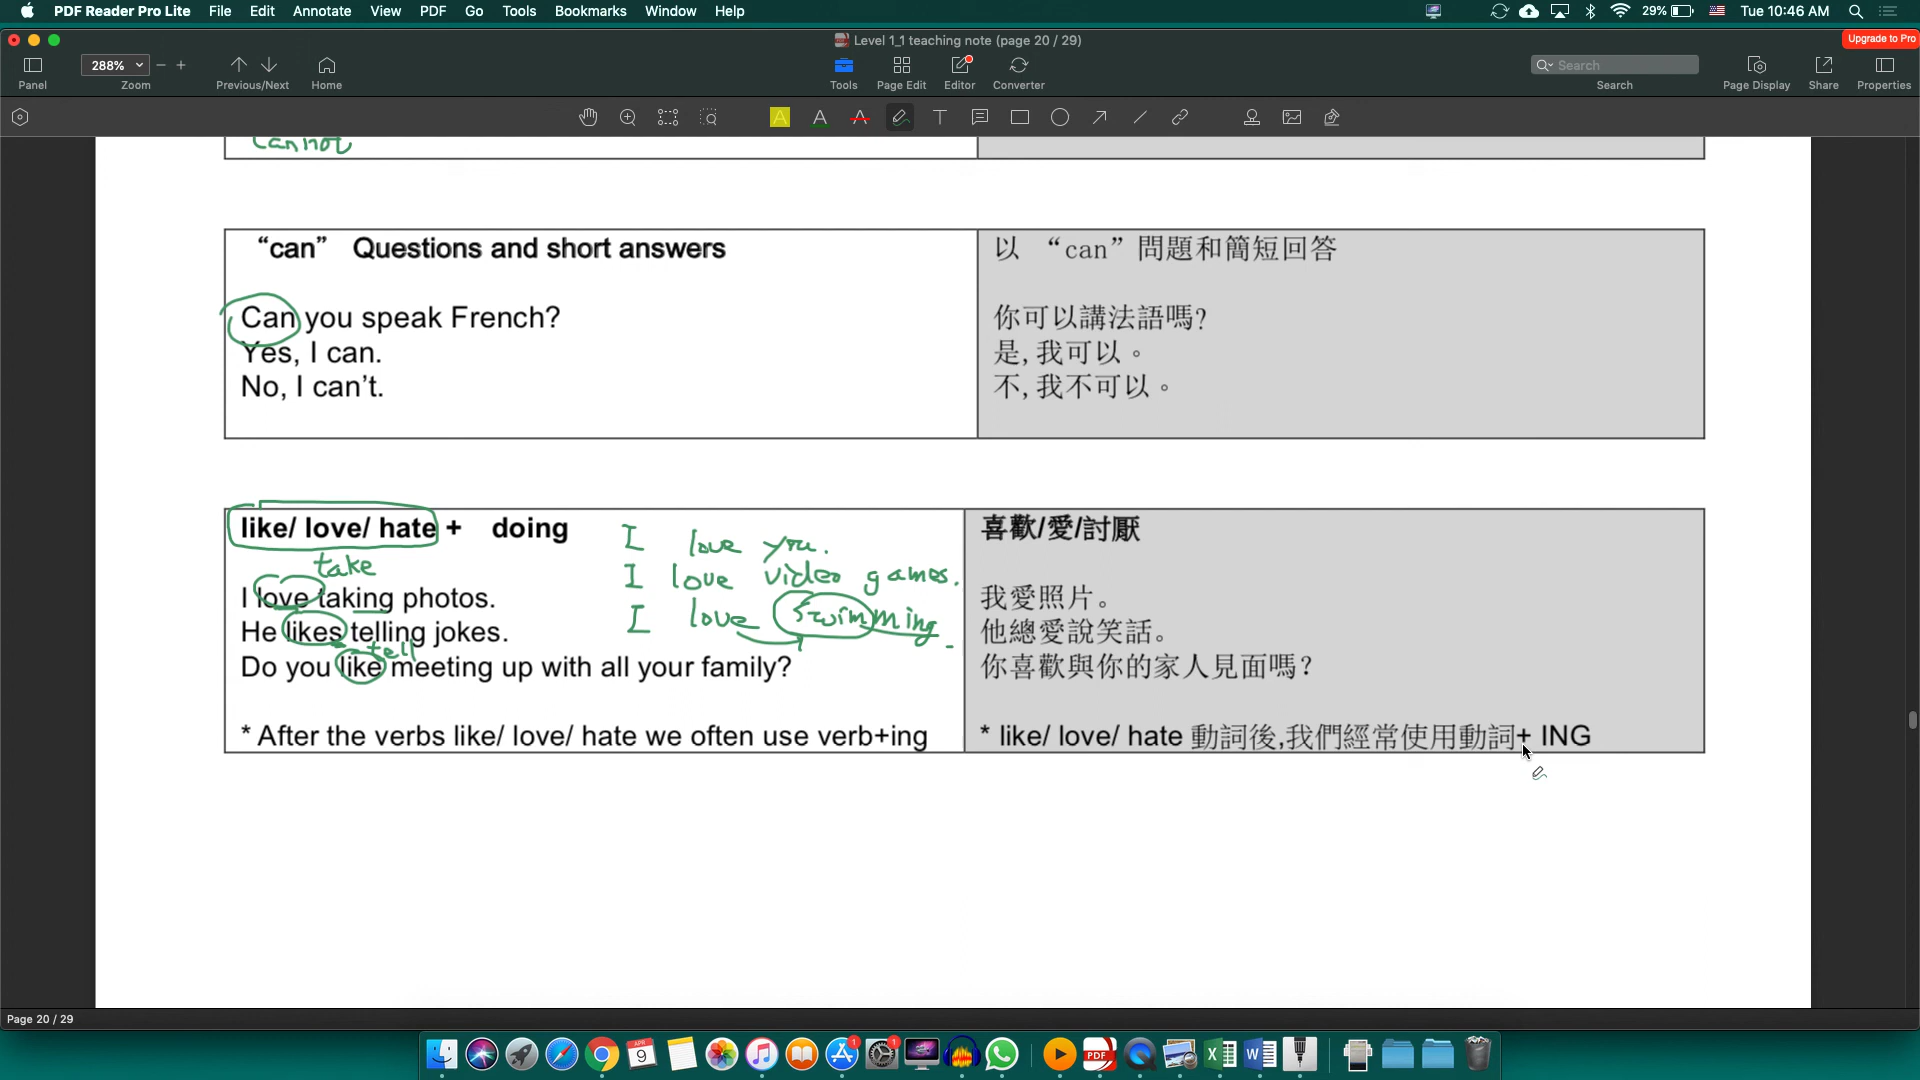 PDF Reader Pro Lite File Edit Annotate View PDF Go Tools Bookmarks Window Help 29% Tue 10:46 AM
Level 1_1 teaching note (page 20 / 29) Upgrade to Pro
288% Search
Panel Zoom Previous/Next Home Tools Page Edit Editor Converter Search Page Display Share Properties
A A A T
cannot
“can” Questions and short answers
Can you speak French?
Yes, I can.
No, I can’t.
以 “can”問題和簡短回答
你可以講法語嗎?
是,我可以。
不,我不可以。
like/ love/ hate + doing
take
I love taking photos.
He likes telling jokes.
tell
Do you like meeting up with all your family?
* After the verbs like/ love/ hate we often use verb+ing
I love you.
I love video games.
I love swimming.
喜歡/愛/討厭
我愛照片。
他總愛說笑話。
你喜歡與你的家人見面嗎?
* like/ love/ hate 動詞後,我們經常使用動詞+ ING
Page 20 / 29
APR
9
1
1
PDF